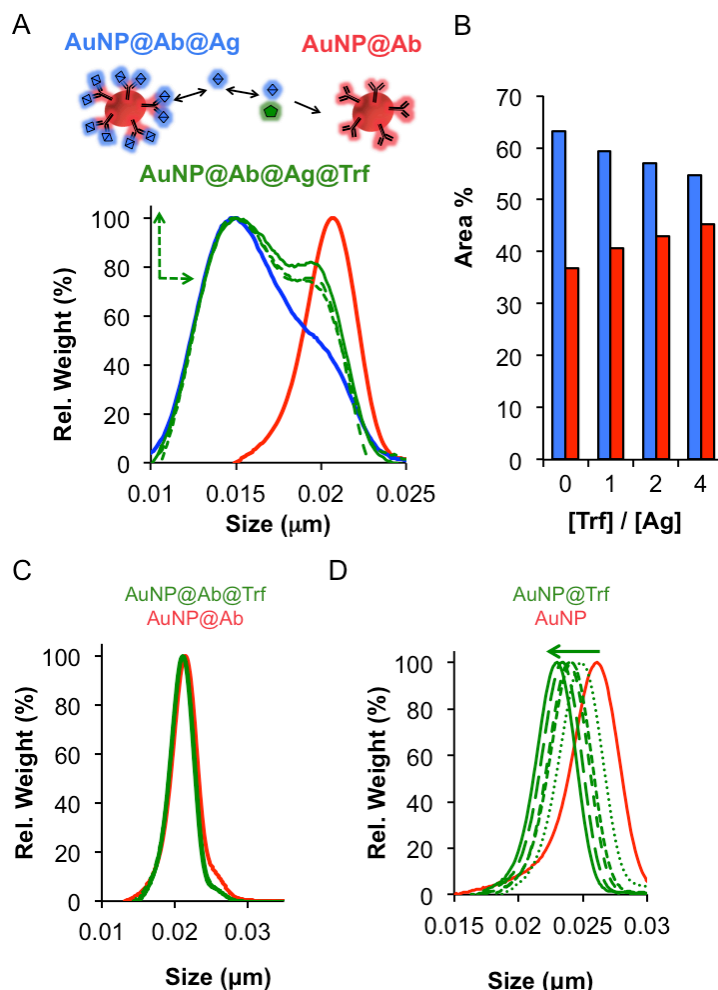 A
AuNP@Ab@Ag
AuNP@Ab
AuNP@Ab@Ag@Trf
Rel. Weight (%)
100
80
60
40
20
0
0.01
0.015
0.02
0.025
Size (μm)
B
Area %
70
60
50
40
30
20
10
0
0
1
2
4
[Trf] / [Ag]
C
AuNP@Ab@Trf
AuNP@Ab
Rel. Weight (%)
100
80
60
40
20
0
0.01
0.02
0.03
Size (μm)
D
AuNP@Trf
AuNP
Rel. Weight (%)
100
80
60
40
20
0
0.015
0.02
0.025
0.03
Size (μm)